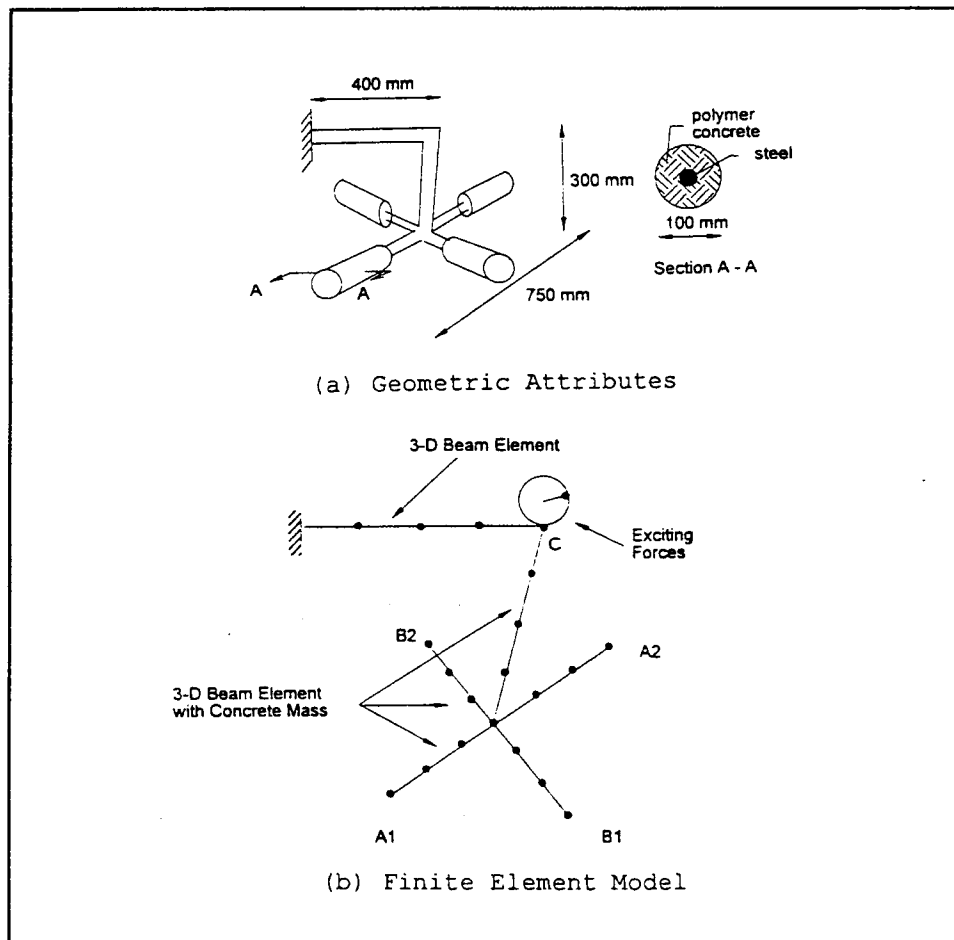 400 mm
polymer
concrete
steel
300 mm
100 mm
Section A - A
A
A
750 mm
(a) Geometric Attributes
3-D Beam Element
C
Exciting
Forces
B2
A2
3-D Beam Element
with Concrete Mass
A1
B1
(b) Finite Element Model